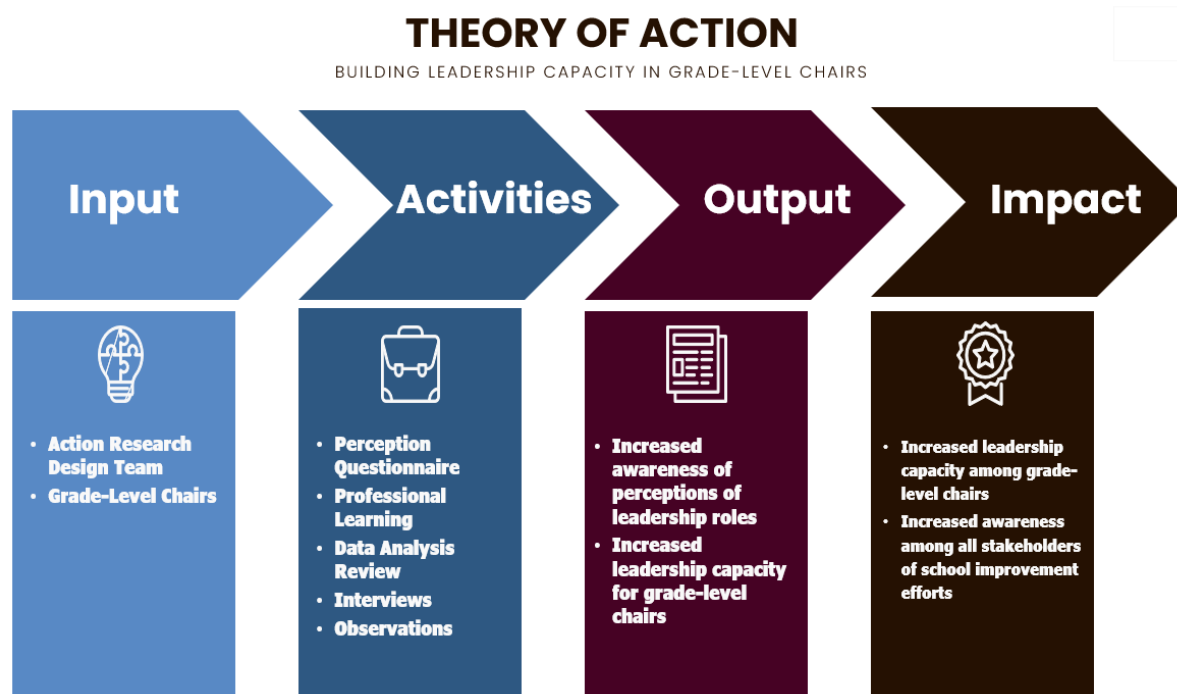 THEORY OF ACTION
BUILDING LEADERSHIP CAPACITY IN GRADE-LEVEL CHAIRS
Input
Activities
Output
Impact
• Action Research
Design Team
• Grade-Level Chairs
• Perception
Questionnaire
• Professional
Learning
• Data Analysis
Review
• Interviews
• Observations
• Increased
awareness of
perceptions of
leadership roles
• Increased
leadership capacity
for grade-level
chairs
• Increased leadership
capacity among grade-
level chairs
• Increased awareness
among all stakeholders
of school improvement
efforts